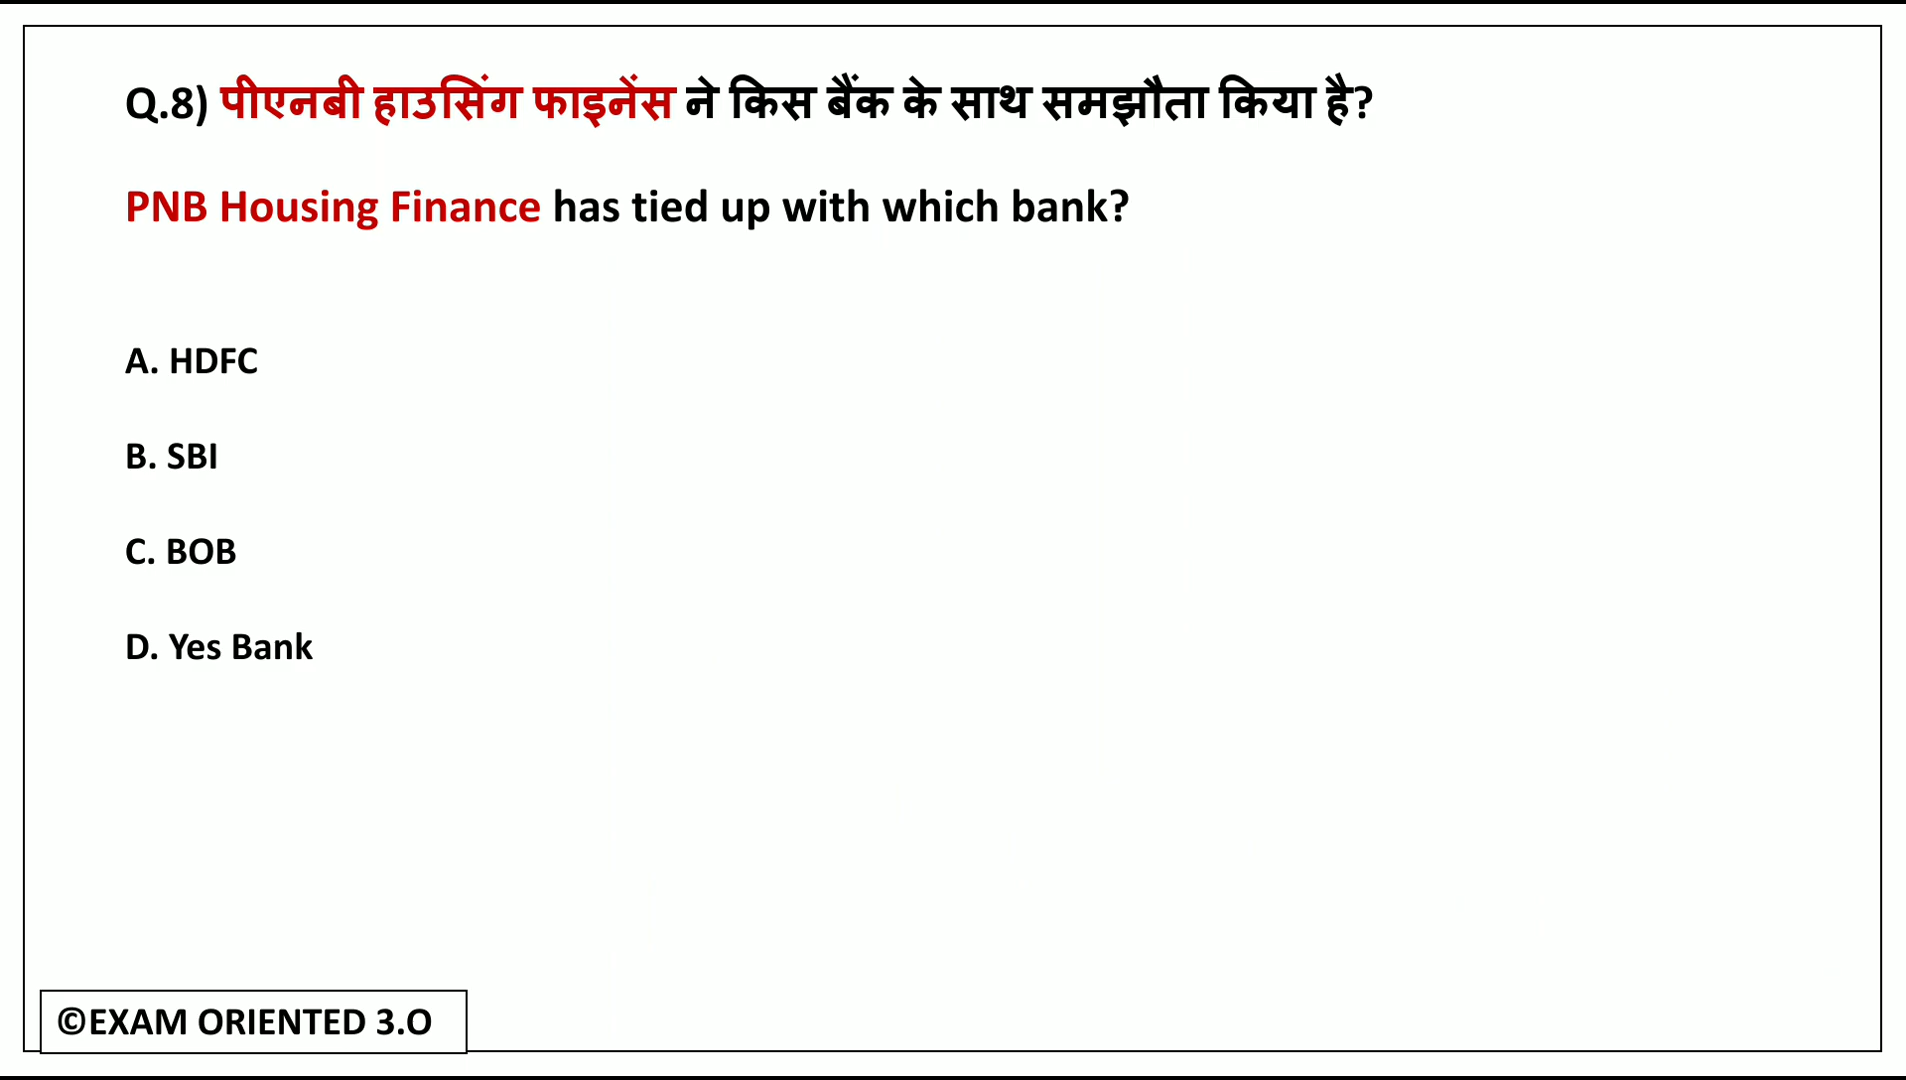 Q.8) पीएनबी हाउसिंग फाइनेंस ने किस बैंक के साथ समझौता किया है?
PNB Housing Finance has tied up with which bank?
A. HDFC
B. SBI
C. BOB
D. Yes Bank
©EXAM ORIENTED 3.O